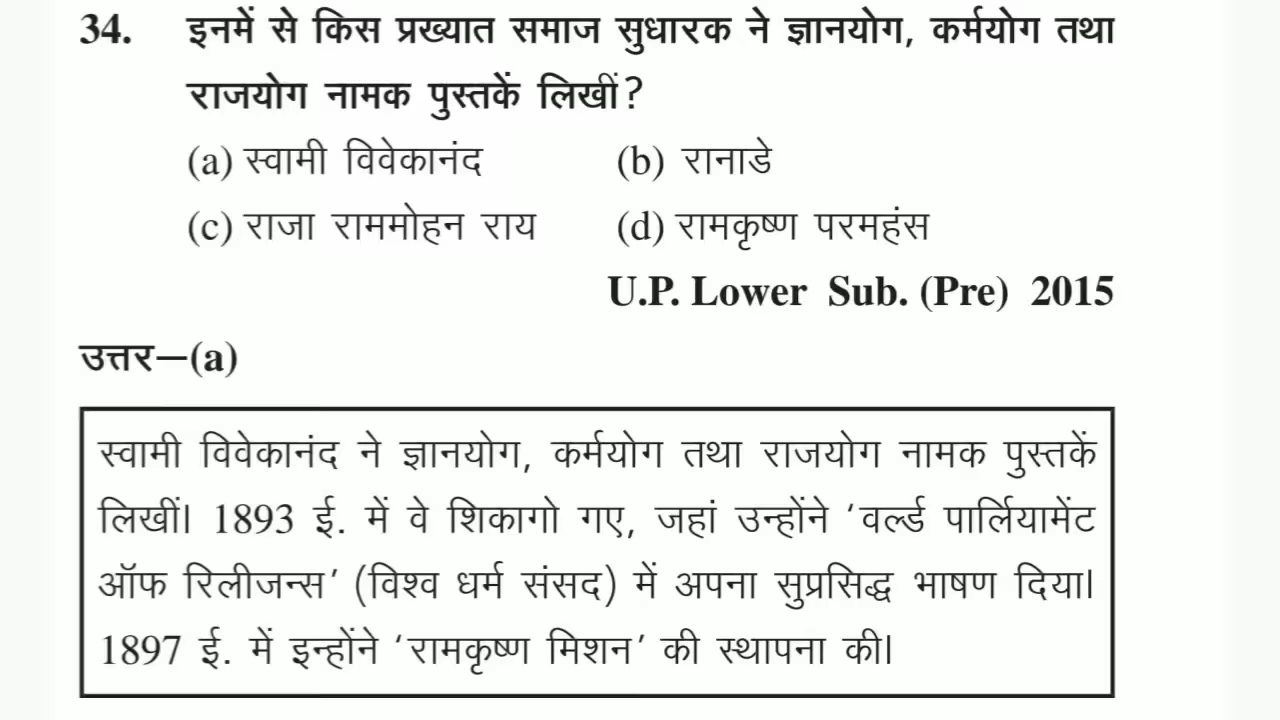 34. इनमें से किस प्रख्यात समाज सुधारक ने ज्ञानयोग, कर्मयोग तथा
राजयोग नामक पुस्तकें लिखीं?
(a) स्वामी विवेकानंद (b) रानाडे
(c) राजा राममोहन राय (d) रामकृष्ण परमहंस
U.P. Lower Sub. (Pre) 2015
उत्तर—(a)
स्वामी विवेकानंद ने ज्ञानयोग, कर्मयोग तथा राजयोग नामक पुस्तकें
लिखीं। 1893 ई. में वे शिकागो गए, जहां उन्होंने ‘वर्ल्ड पार्लियामेंट
ऑफ रिलीजन्स’ (विश्व धर्म संसद) में अपना सुप्रसिद्ध भाषण दिया।
1897 ई. में इन्होंने ‘रामकृष्ण मिशन’ की स्थापना की।